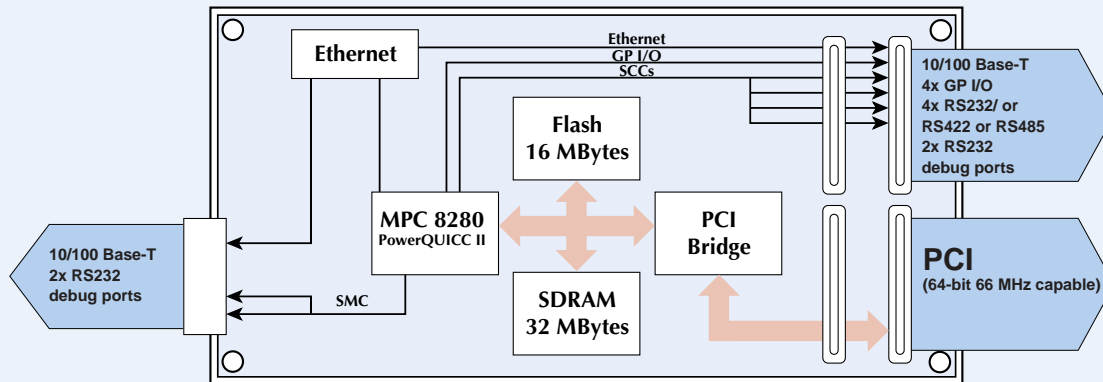 Ethernet
Ethernet
GP I/O
SCCs
10/100 Base-T
4x GP I/O
4x RS232/ or
RS422 or RS485
2x RS232
debug ports
Flash
16 MBytes
MPC 8280
PowerQUICC II
PCI
Bridge
10/100 Base-T
2x RS232
debug ports
SMC
SDRAM
32 MBytes
PCI
(64-bit 66 MHz capable)